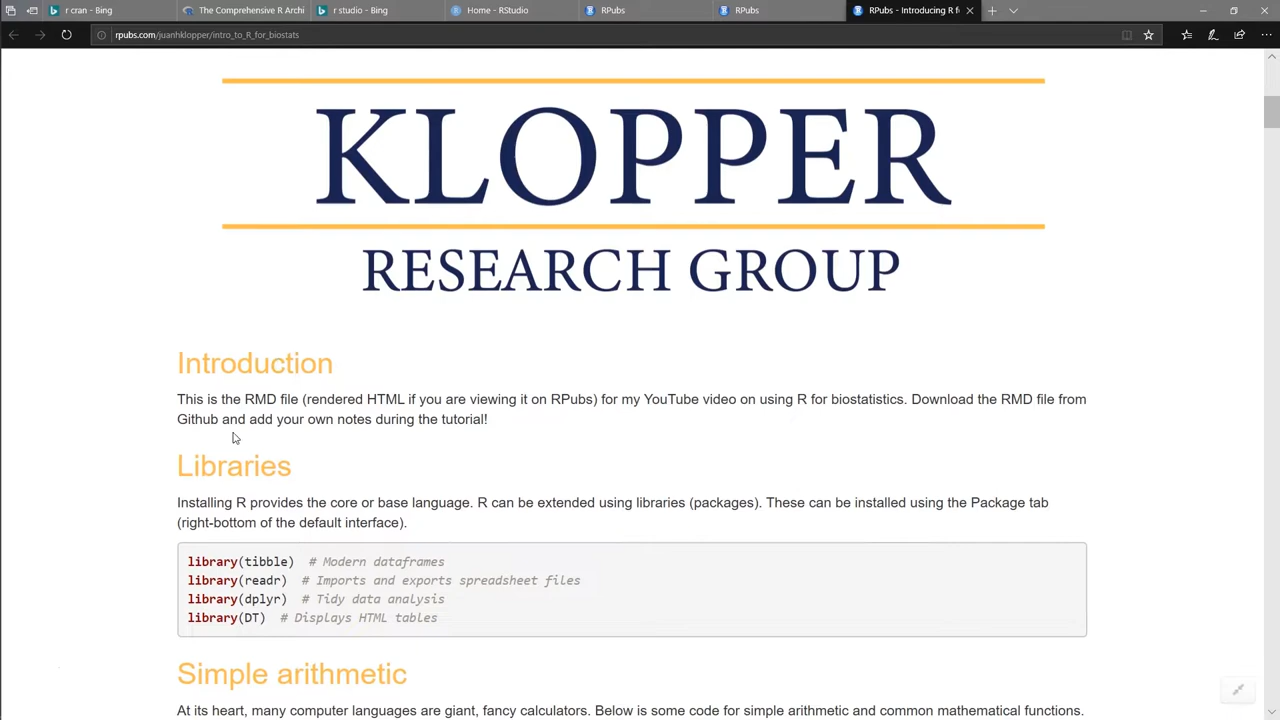 r cran - Bing
The Comprehensive R Archi
r studio - Bing
Home - RStudio
RPubs
RPubs
RPubs - Introducing R f
rpubs.com/juanhklopper/intro_to_R_for_biostats
KLOPPER
RESEARCH GROUP
Introduction
This is the RMD file (rendered HTML if you are viewing it on RPubs) for my YouTube video on using R for biostatistics. Download the RMD file from
Github and add your own notes during the tutorial!
Libraries
Installing R provides the core or base language. R can be extended using libraries (packages). These can be installed using the Package tab
(right-bottom of the default interface).
library(tibble) # Modern dataframes
library(readr) # Imports and exports spreadsheet files
library(dplyr) # Tidy data analysis
library(DT) # Displays HTML tables
Simple arithmetic
At its heart, many computer languages are giant, fancy calculators. Below is some code for simple arithmetic and common mathematical functions.